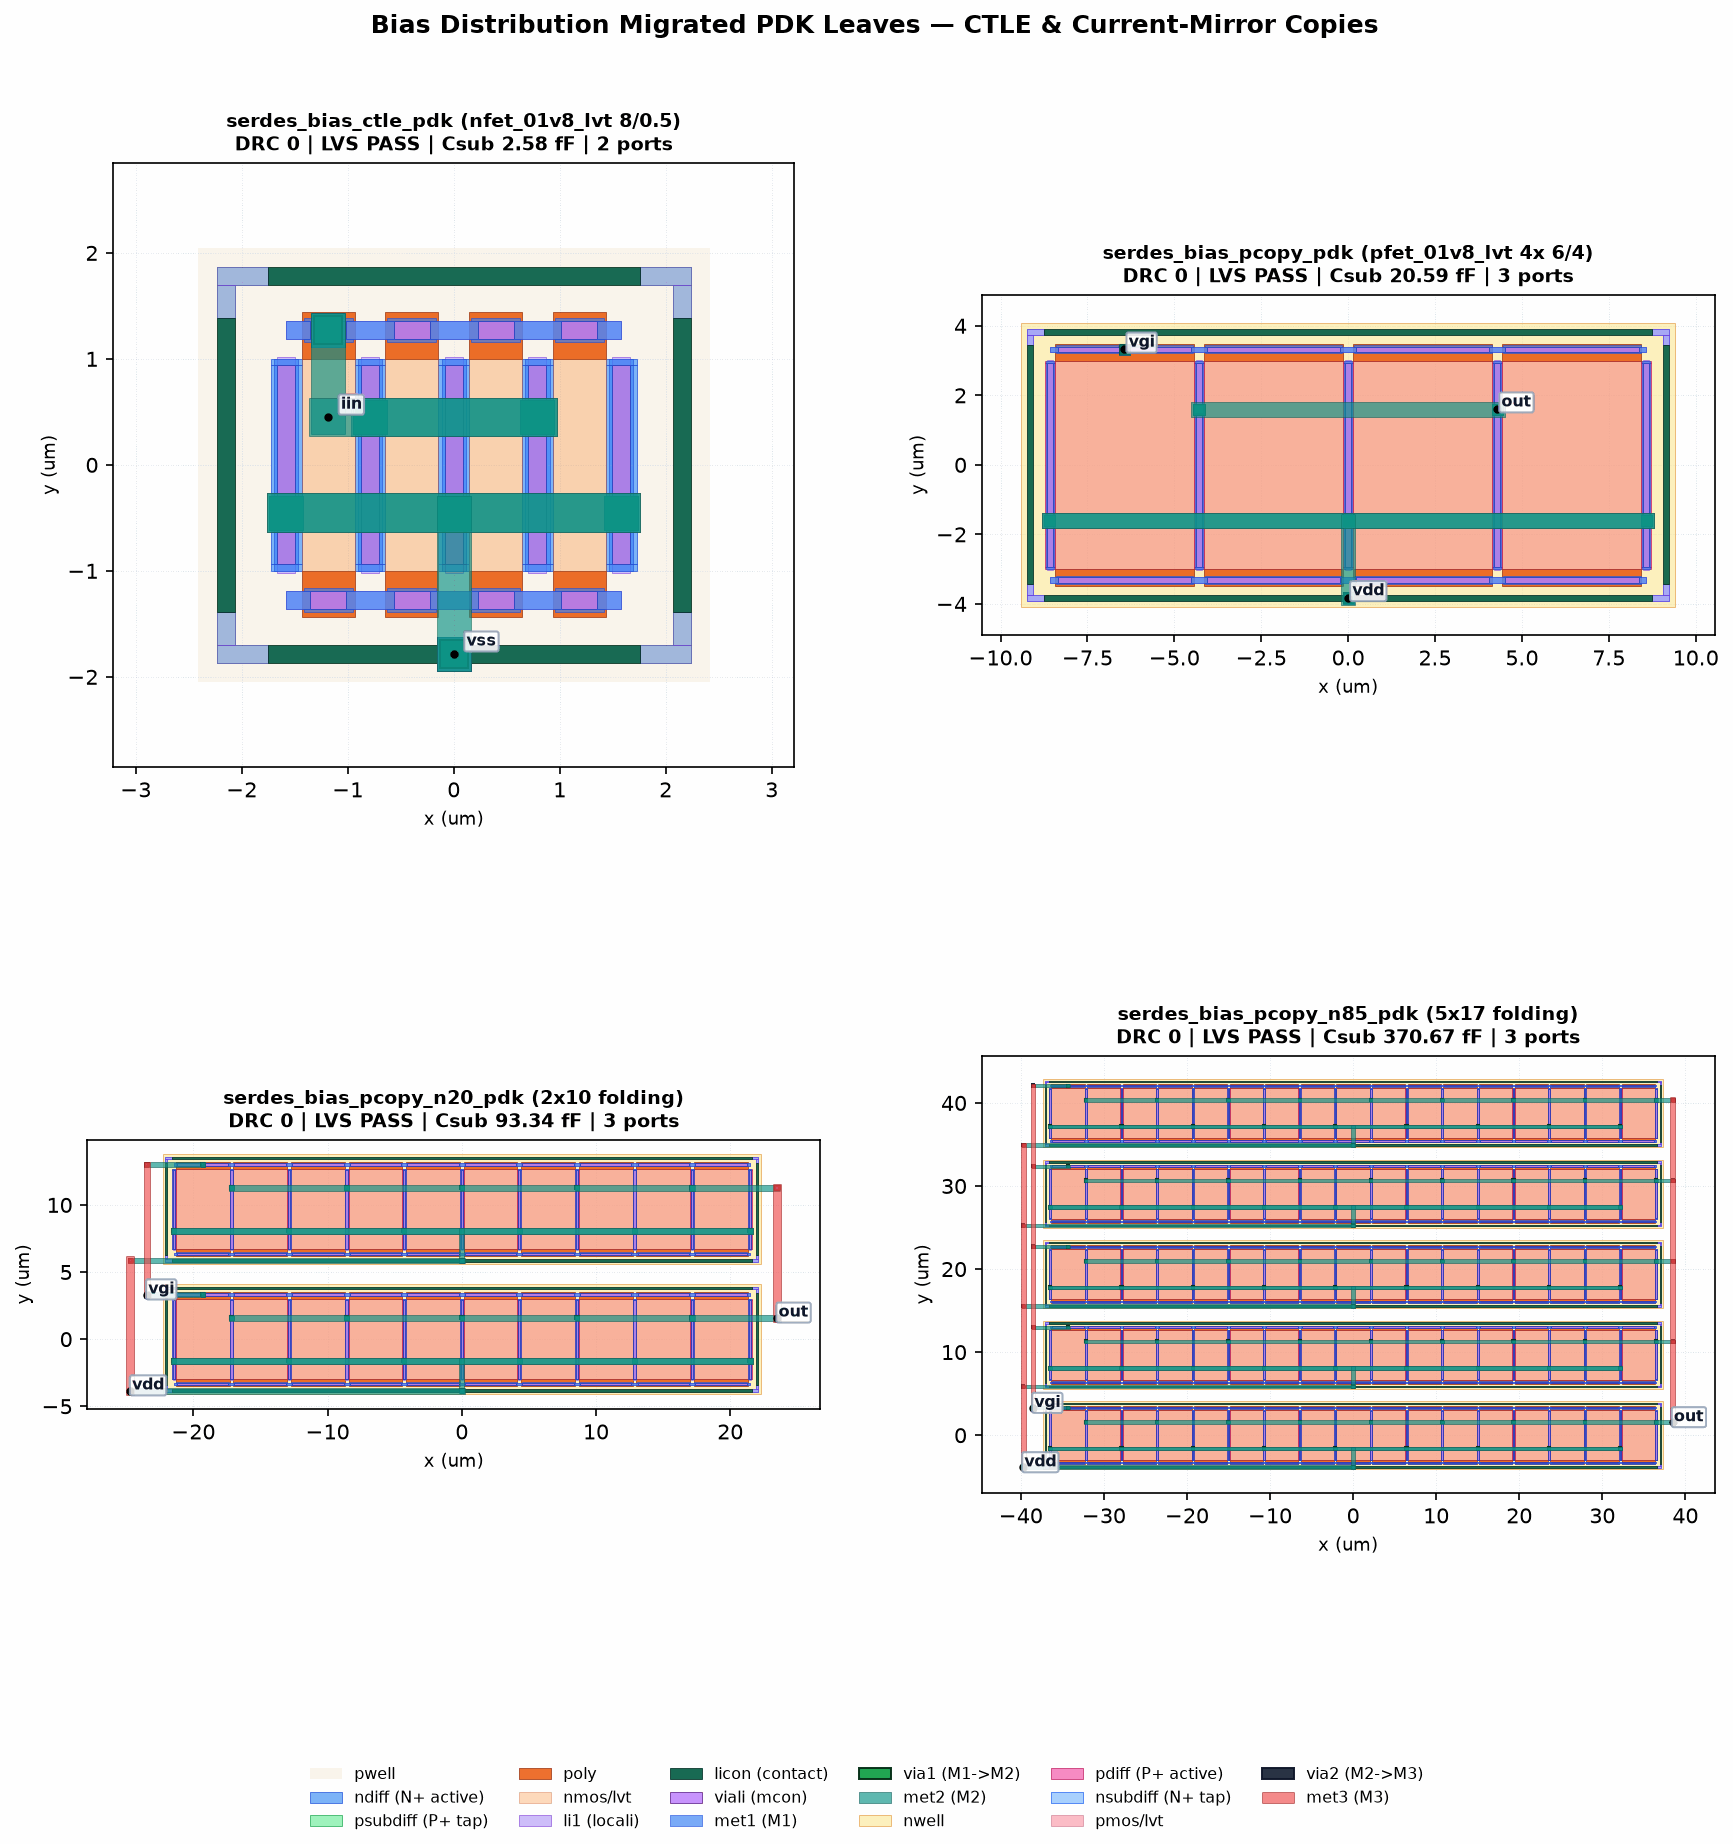 Bias Distribution Migrated PDK Leaves — CTLE & Current-Mirror Copies
serdes_bias_ctle_pdk (nfet_01v8_lvt 8/0.5)
DRC 0 | LVS PASS | Csub 2.58 fF | 2 ports
y (um)
2
1
0
−1
−2
iin
vss
−3
−2
−1
0
1
2
3
x (um)
serdes_bias_pcopy_pdk (pfet_01v8_lvt 4x 6/4)
DRC 0 | LVS PASS | Csub 20.59 fF | 3 ports
y (um)
4
2
0
−2
−4
vgi
out
vdd
−10.0
−7.5
−5.0
−2.5
0.0
2.5
5.0
7.5
10.0
x (um)
serdes_bias_pcopy_n20_pdk (2x10 folding)
DRC 0 | LVS PASS | Csub 93.34 fF | 3 ports
y (um)
10
5
0
−5
vgi
out
vdd
−20
−10
0
10
20
x (um)
serdes_bias_pcopy_n85_pdk (5x17 folding)
DRC 0 | LVS PASS | Csub 370.67 fF | 3 ports
y (um)
40
30
20
10
0
vgi
out
vdd
−40
−30
−20
−10
0
10
20
30
40
x (um)
pwell
ndiff (N+ active)
psubdiff (P+ tap)
poly
nmos/lvt
li1 (locali)
licon (contact)
viali (mcon)
met1 (M1)
via1 (M1->M2)
met2 (M2)
nwell
pdiff (P+ active)
nsubdiff (N+ tap)
pmos/lvt
via2 (M2->M3)
met3 (M3)